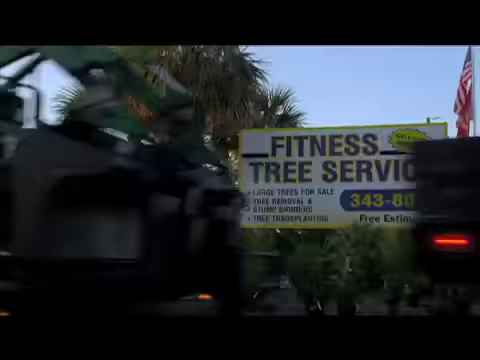 FITNESS
TREE SERVIC
• LARGE TREES FOR SALE
• TREE REMOVAL &
• STUMP GRINDING
• TREE TRANSPLANTING
343-80
Free Estim